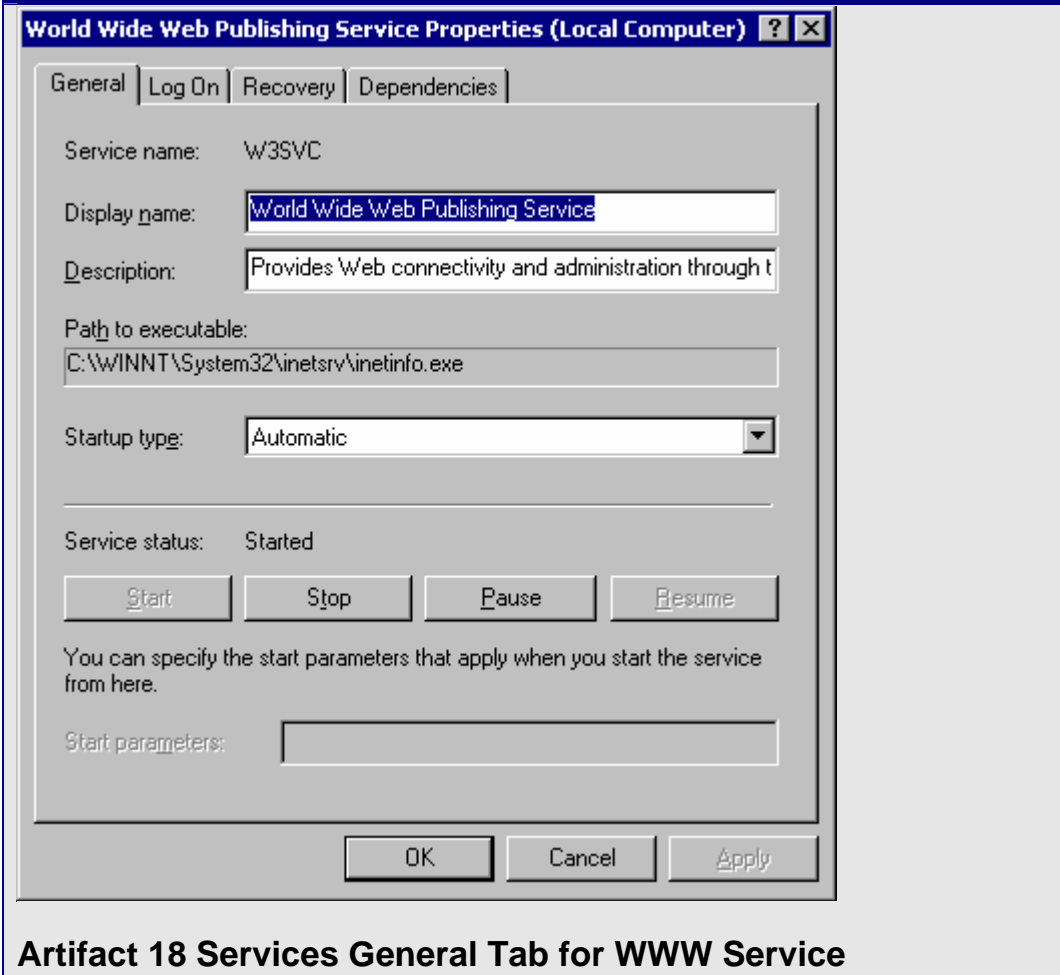 World Wide Web Publishing Service Properties (Local Computer) ? X
General Log On Recovery Dependencies
Service name: W3SVC
Display name: World Wide Web Publishing Service
Description: Provides Web connectivity and administration through t
Path to executable:
C:\WINNT\System32\inetsrv\inetinfo.exe
Startup type: Automatic
Service status: Started
Start Stop Pause Resume
You can specify the start parameters that apply when you start the service
from here.
Start parameters:
OK Cancel Apply
Artifact 18 Services General Tab for WWW Service